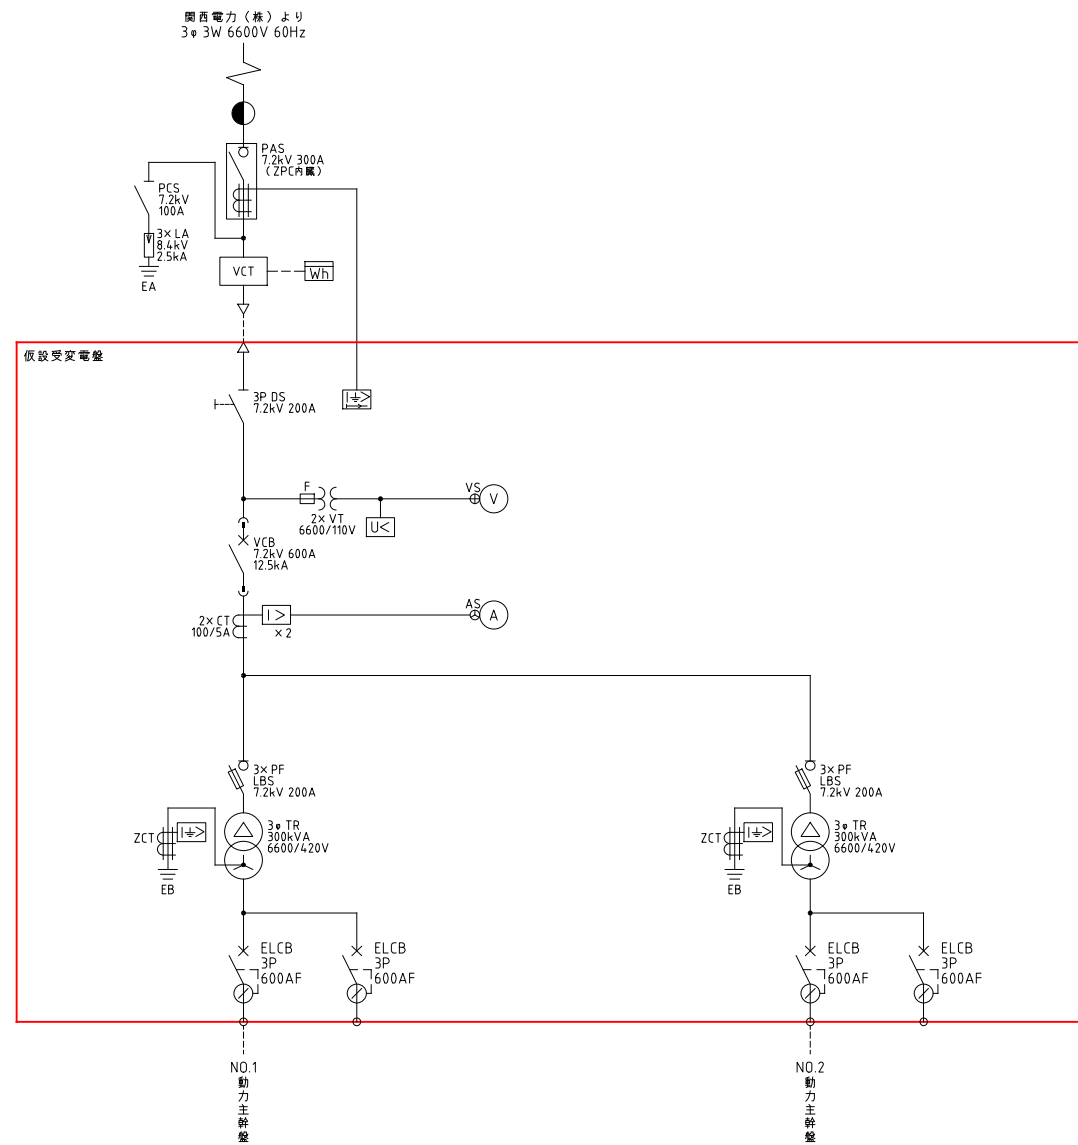 関西電力（株）より
3φ 3W 6600V 60Hz
PAS
7.2kV 300A
（ZPC内臓）
PCS
7.2kV
100A
3×LA
8.4kV
2.5kA
EA
VCT
Wh
仮設受変電盤
3P DS
7.2kV 200A
I >
F
2×VT
6600/110V
U<
VS
V
VCB
7.2kV 600A
12.5kA
2×CT
100/5A
I >
×2
AS
A
3×PF
LBS
7.2kV 200A
3×PF
LBS
7.2kV 200A
ZCT
I >
EB
3φ TR
300kVA
6600/420V
ZCT
I >
EB
3φ TR
300kVA
6600/420V
ELCB
3P
600AF
ELCB
3P
600AF
ELCB
3P
600AF
ELCB
3P
600AF
NO.1
動力主幹盤
NO.2
動力主幹盤